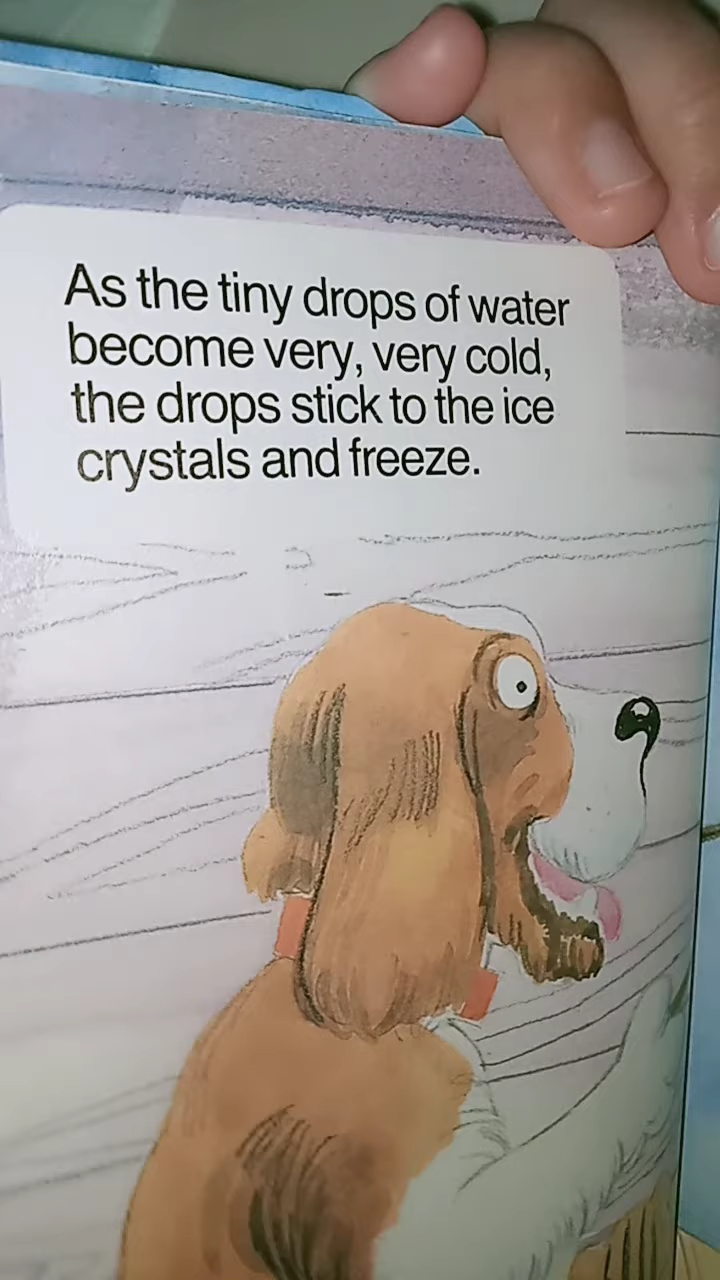 As the tiny drops of water
become very, very cold,
the drops stick to the ice
crystals and freeze.